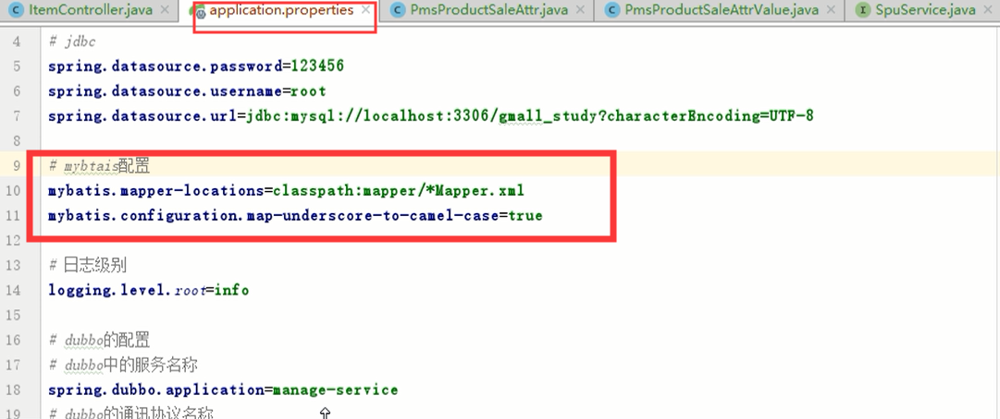 ItemController.java application.properties PmsProductSaleAttr.java PmsProductSaleAttrValue.java SpuService.java
4 # jdbc
5 spring.datasource.password=123456
6 spring.datasource.username=root
7 spring.datasource.url=jdbc:mysql://localhost:3306/gmall_study?characterEncoding=UTF-8
8
9 # mybtais配置
10 mybatis.mapper-locations=classpath:mapper/*Mapper.xml
11 mybatis.configuration.map-underscore-to-camel-case=true
12
13 # 日志级别
14 logging.level.root=info
15
16 # dubbo的配置
17 # dubbo中的服务名称
18 spring.dubbo.application=manage-service
19 # dubbo的通讯协议名称